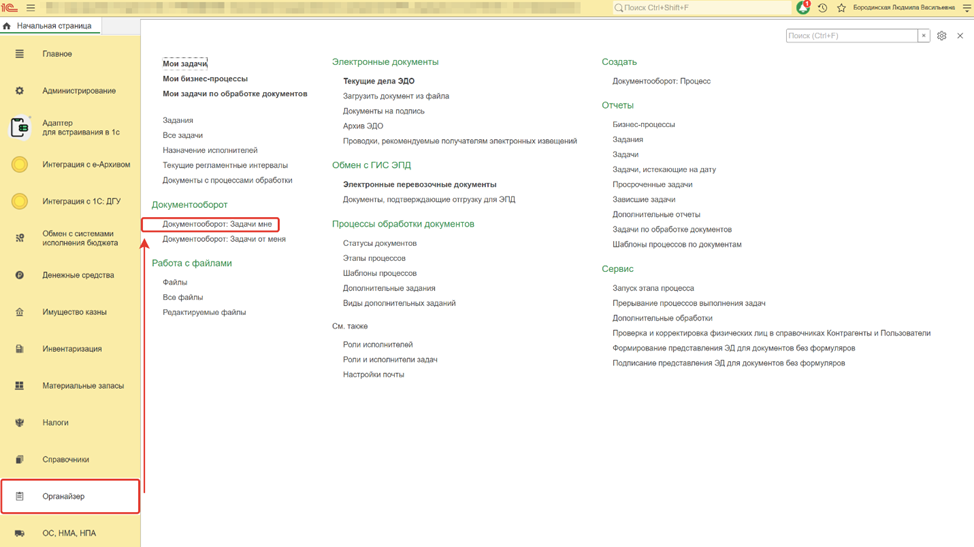 1С
Поиск Ctrl+Shift+F
1
Бородинская Людмила Васильевна
Начальная страница
Поиск (Ctrl+F)
Главное
Администрирование
Адаптер
для встраивания в 1с
Интеграция с е-Архивом
Интеграция с 1С: ДГУ
Обмен с системами
исполнения бюджета
Денежные средства
Имущество казны
Инвентаризация
Материальные запасы
Налоги
Справочники
Органайзер
ОС, НМА, НПА
Мои задачи
Мои бизнес-процессы
Мои задачи по обработке документов
Задания
Все задачи
Назначение исполнителей
Текущие регламентные интервалы
Документы с процессами обработки
Документооборот
Документооборот: Задачи мне
Документооборот: Задачи от меня
Работа с файлами
Файлы
Все файлы
Редактируемые файлы
Электронные документы
Текущие дела ЭДО
Загрузить документ из файла
Документы на подпись
Архив ЭДО
Проводки, рекомендуемые получателям электронных извещений
Обмен с ГИС ЭПД
Электронные перевозочные документы
Документы, подтверждающие отгрузку для ЭПД
Процессы обработки документов
Статусы документов
Этапы процессов
Шаблоны процессов
Дополнительные задания
Виды дополнительных заданий
См. также
Роли исполнителей
Роли и исполнители задач
Настройки почты
Создать
Документооборот: Процесс
Отчеты
Бизнес-процессы
Задания
Задачи
Задачи, истекающие на дату
Просроченные задачи
Зависшие задачи
Дополнительные отчеты
Задачи по обработке документов
Шаблоны процессов по документам
Сервис
Запуск этапа процесса
Прерывание процессов выполнения задач
Дополнительные обработки
Проверка и корректировка физических лиц в справочниках Контрагенты и Пользователи
Формирование представления ЭД для документов без формуляров
Подписание представления ЭД для документов без формуляров